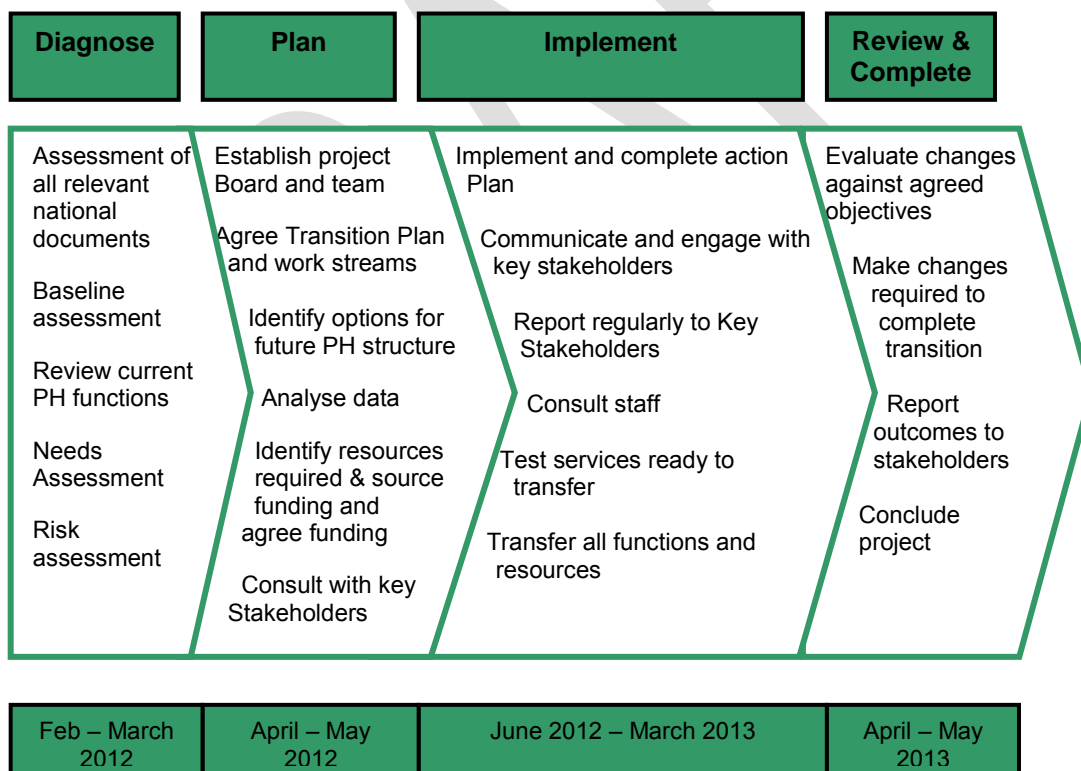 Diagnose
Plan
Implement
Review &
Complete
Assessment of
all relevant
national
documents
Baseline
assessment
Review current
PH functions
Needs
Assessment
Risk
assessment
Establish project
Board and team
Agree Transition Plan
and work streams
Identify options for
future PH structure
Analyse data
Identify resources
required & source
funding and
agree funding
Consult with key
Stakeholders
Implement and complete action
Plan
Communicate and engage with
key stakeholders
Report regularly to Key
Stakeholders
Consult staff
Test services ready to
transfer
Transfer all functions and
resources
Evaluate changes
against agreed
objectives
Make changes
required to
complete
transition
Report
outcomes to
stakeholders
Conclude
project
Feb – March
2012
April – May
2012
June 2012 – March 2013
April – May
2013